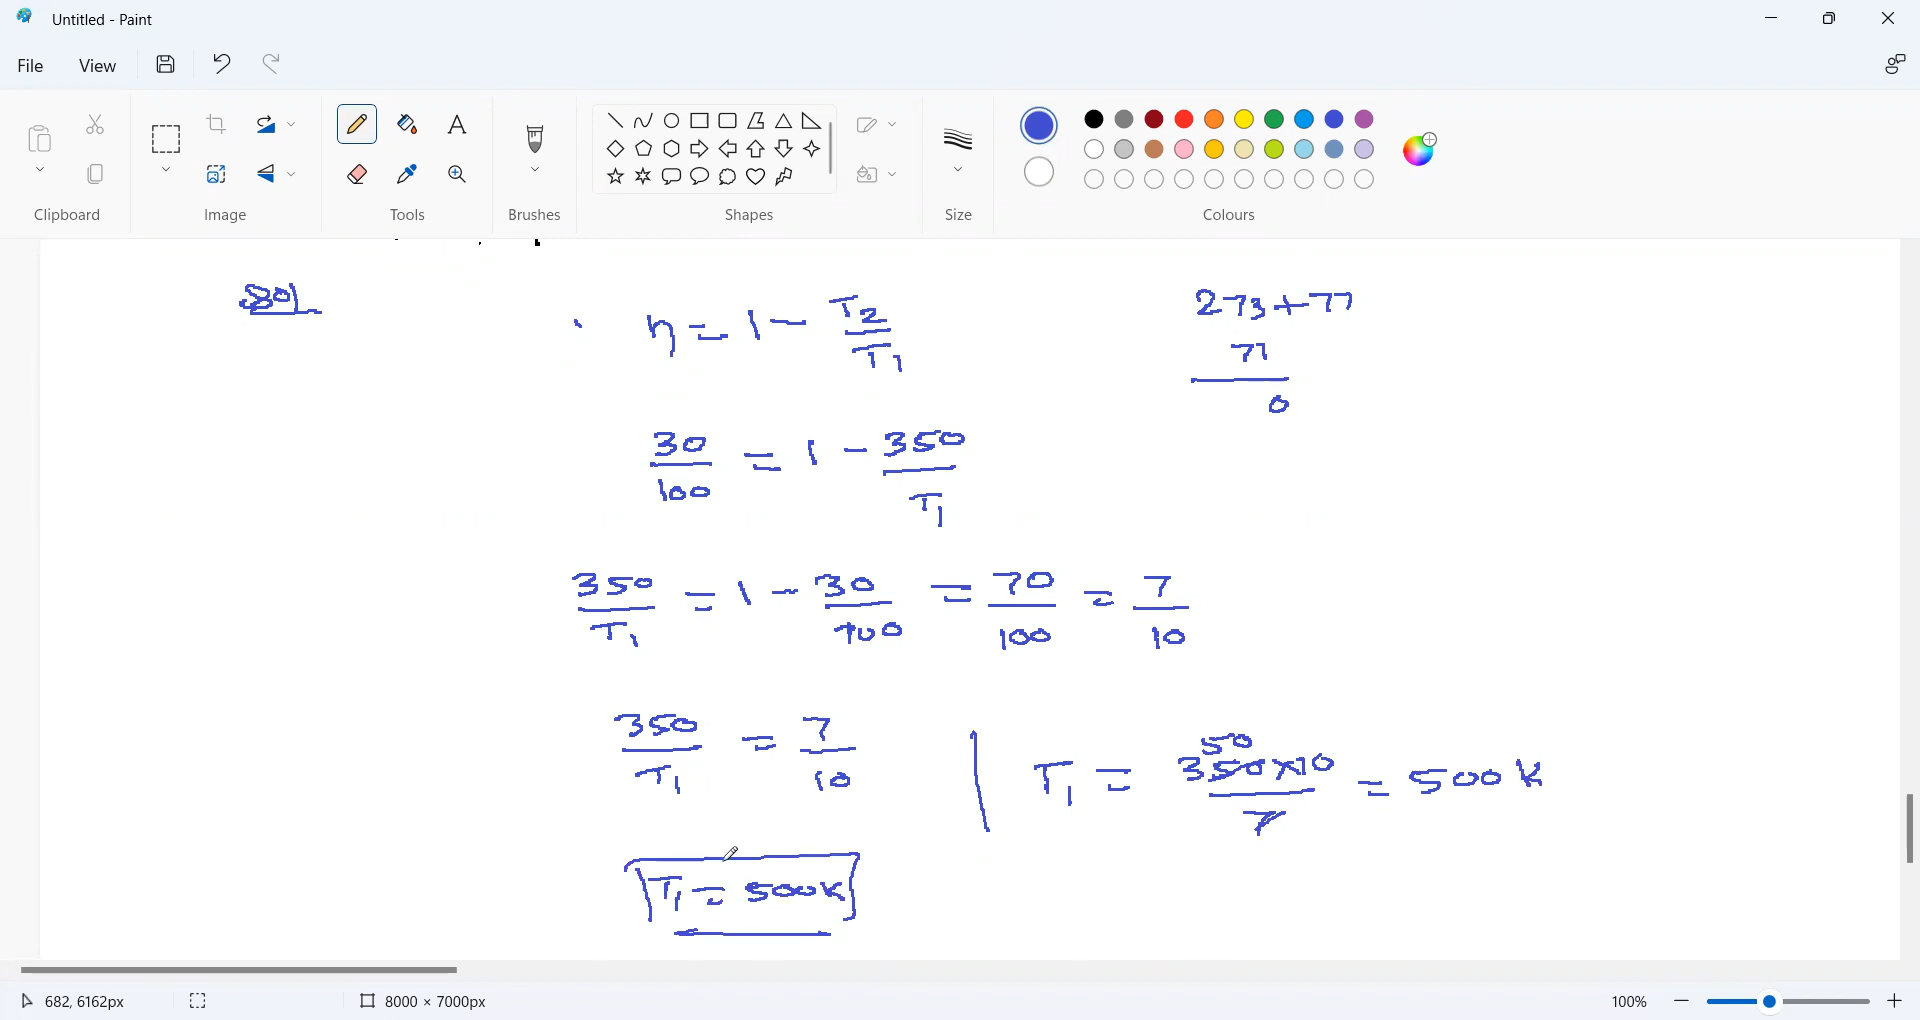 Untitled - Paint
File View
Clipboard Image Tools Brushes Shapes Size Colours
Sol
η = 1 - T2/T1
273+77
77
0
30/100 = 1 - 350/T1
350/T1 = 1 - 30/100 = 70/100 = 7/10
350/T1 = 7/10
T1 = 350×10/7 = 500 K
50
T1 = 500K
682, 6162px 8000 × 7000px 100%